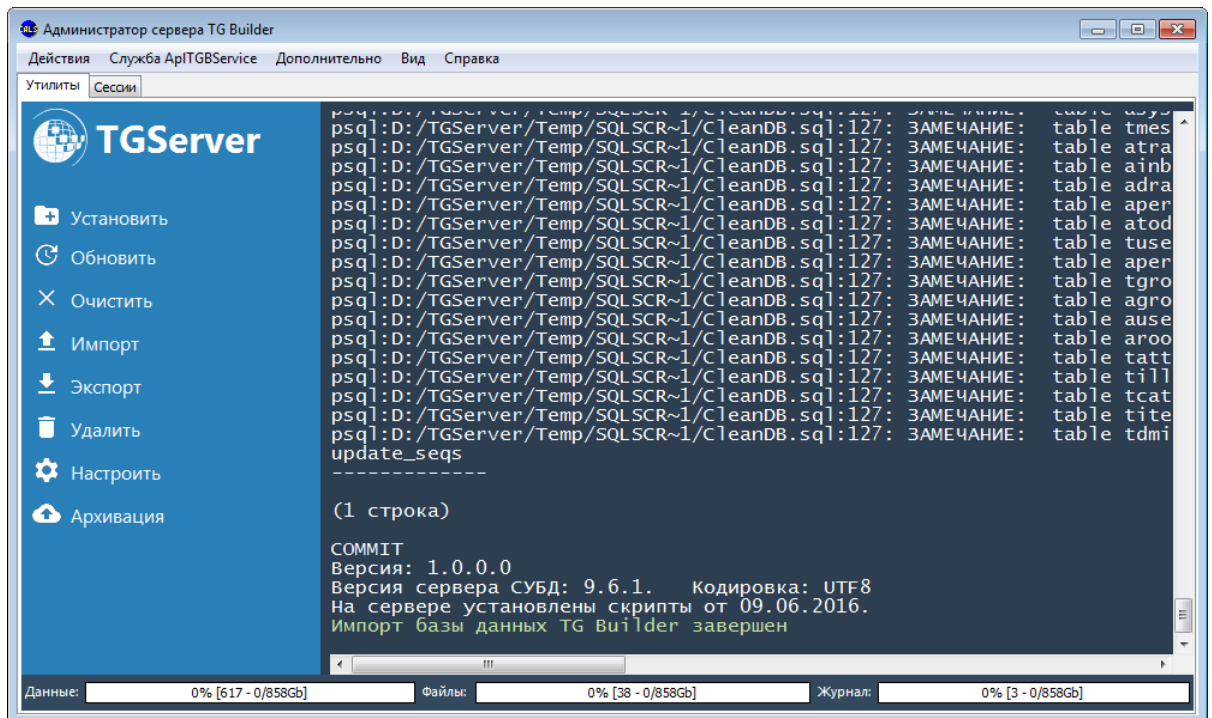 Администратор сервера TG Builder
Действия Служба AplTGBService Дополнительно Вид Справка
Утилиты Сессии
TGServer
Установить
Обновить
Очистить
Импорт
Экспорт
Удалить
Настроить
Архивация
psql:D:/TGServer/Temp/SQLSCR~1/CleanDB.sql:127: ЗАМЕЧАНИЕ: table asys
psql:D:/TGServer/Temp/SQLSCR~1/CleanDB.sql:127: ЗАМЕЧАНИЕ: table tmes
psql:D:/TGServer/Temp/SQLSCR~1/CleanDB.sql:127: ЗАМЕЧАНИЕ: table atra
psql:D:/TGServer/Temp/SQLSCR~1/CleanDB.sql:127: ЗАМЕЧАНИЕ: table ainb
psql:D:/TGServer/Temp/SQLSCR~1/CleanDB.sql:127: ЗАМЕЧАНИЕ: table adra
psql:D:/TGServer/Temp/SQLSCR~1/CleanDB.sql:127: ЗАМЕЧАНИЕ: table aper
psql:D:/TGServer/Temp/SQLSCR~1/CleanDB.sql:127: ЗАМЕЧАНИЕ: table atod
psql:D:/TGServer/Temp/SQLSCR~1/CleanDB.sql:127: ЗАМЕЧАНИЕ: table tuse
psql:D:/TGServer/Temp/SQLSCR~1/CleanDB.sql:127: ЗАМЕЧАНИЕ: table aper
psql:D:/TGServer/Temp/SQLSCR~1/CleanDB.sql:127: ЗАМЕЧАНИЕ: table tgro
psql:D:/TGServer/Temp/SQLSCR~1/CleanDB.sql:127: ЗАМЕЧАНИЕ: table agro
psql:D:/TGServer/Temp/SQLSCR~1/CleanDB.sql:127: ЗАМЕЧАНИЕ: table ause
psql:D:/TGServer/Temp/SQLSCR~1/CleanDB.sql:127: ЗАМЕЧАНИЕ: table aroo
psql:D:/TGServer/Temp/SQLSCR~1/CleanDB.sql:127: ЗАМЕЧАНИЕ: table tatt
psql:D:/TGServer/Temp/SQLSCR~1/CleanDB.sql:127: ЗАМЕЧАНИЕ: table till
psql:D:/TGServer/Temp/SQLSCR~1/CleanDB.sql:127: ЗАМЕЧАНИЕ: table tcat
psql:D:/TGServer/Temp/SQLSCR~1/CleanDB.sql:127: ЗАМЕЧАНИЕ: table tite
psql:D:/TGServer/Temp/SQLSCR~1/CleanDB.sql:127: ЗАМЕЧАНИЕ: table tdmi
update_seqs
-------------
(1 строка)
COMMIT
Версия: 1.0.0.0
Версия сервера СУБД: 9.6.1. Кодировка: UTF8
На сервере установлены скрипты от 09.06.2016.
Импорт базы данных TG Builder завершен
Данные: 0% [617 - 0/858Gb] Файлы: 0% [38 - 0/858Gb] Журнал: 0% [3 - 0/858Gb]